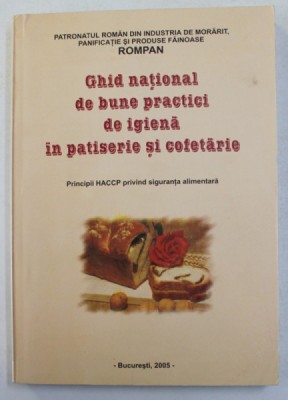 PATRONATUL ROMÂN DIN INDUSTRIA DE MORĂRIT,
PANIFICAȚIE ȘI PRODUSE FĂINOASE
ROMPAN
Ghid național
de bune practici
de igienă
în patiserie și cofetărie
Principii HACCP privind siguranța alimentară
- București, 2005 -